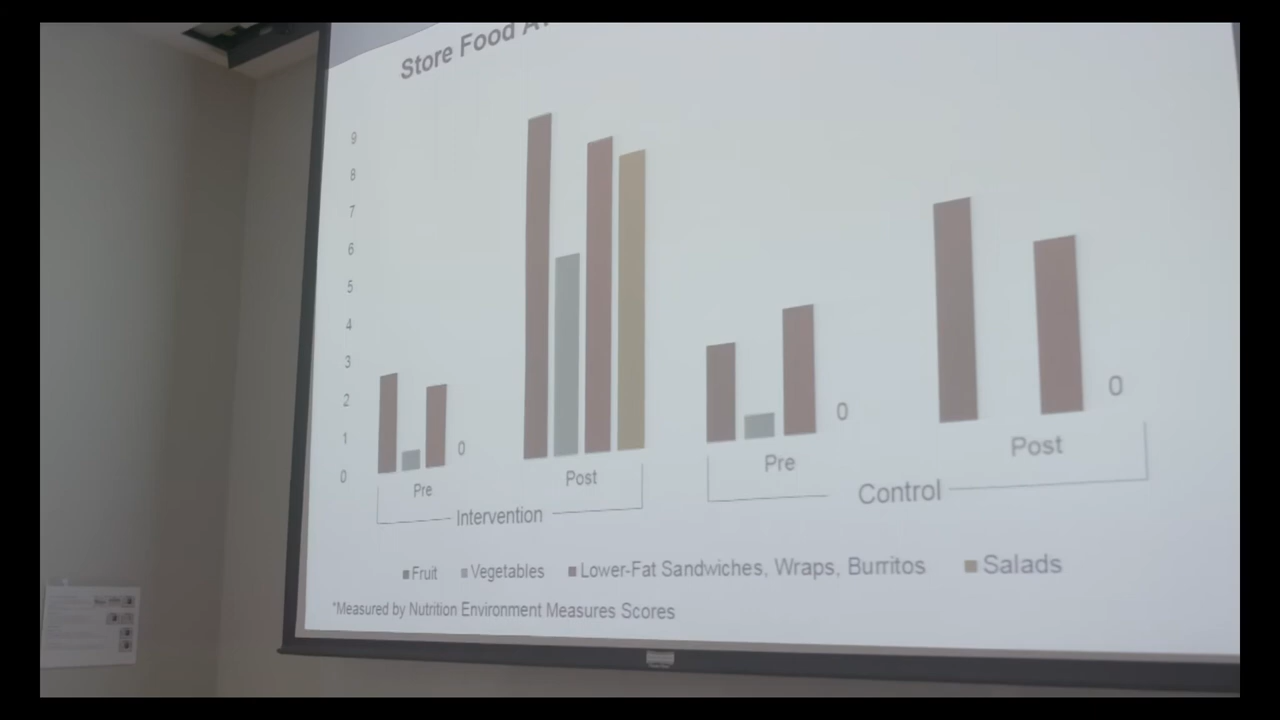 Store Food
9
8
7
6
5
4
3
2
1
0
0
0
0
Pre
Post
Pre
Post
Intervention
Control
Fruit Vegetables Lower-Fat Sandwiches, Wraps, Burritos Salads
*Measured by Nutrition Environment Measures Scores